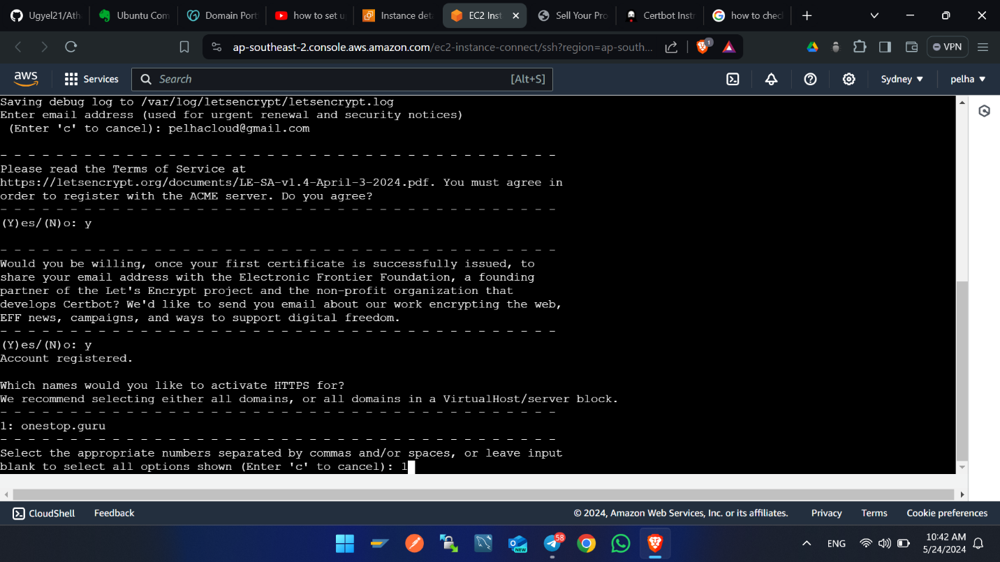 Ugyel21/Ath
Ubuntu Com
Domain Port
how to set u
Instance deta
EC2 Inst
Sell Your Pro
Certbot Instr
how to check
ap-southeast-2.console.aws.amazon.com/ec2-instance-connect/ssh?region=ap-south...
1
VPN
aws
Services
Search
[Alt+S]
Sydney
pelha
Saving debug log to /var/log/letsencrypt/letsencrypt.log
Enter email address (used for urgent renewal and security notices)
(Enter 'c' to cancel): pelhacloud@gmail.com
- - - - - - - - - - - - - - - - - - - - - - - - - - - - - - - - - - - - - - - -
Please read the Terms of Service at
https://letsencrypt.org/documents/LE-SA-v1.4-April-3-2024.pdf. You must agree in
order to register with the ACME server. Do you agree?
- - - - - - - - - - - - - - - - - - - - - - - - - - - - - - - - - - - - - - - -
(Y)es/(N)o: y
- - - - - - - - - - - - - - - - - - - - - - - - - - - - - - - - - - - - - - - -
Would you be willing, once your first certificate is successfully issued, to
share your email address with the Electronic Frontier Foundation, a founding
partner of the Let's Encrypt project and the non-profit organization that
develops Certbot? We'd like to send you email about our work encrypting the web,
EFF news, campaigns, and ways to support digital freedom.
- - - - - - - - - - - - - - - - - - - - - - - - - - - - - - - - - - - - - - - -
(Y)es/(N)o: y
Account registered.
Which names would you like to activate HTTPS for?
We recommend selecting either all domains, or all domains in a VirtualHost/server block.
- - - - - - - - - - - - - - - - - - - - - - - - - - - - - - - - - - - - - - - -
1: onestop.guru
- - - - - - - - - - - - - - - - - - - - - - - - - - - - - - - - - - - - - - - -
Select the appropriate numbers separated by commas and/or spaces, or leave input
blank to select all options shown (Enter 'c' to cancel): 1
CloudShell
Feedback
© 2024, Amazon Web Services, Inc. or its affiliates.
Privacy
Terms
Cookie preferences
NEW
58
ENG
10:42 AM
5/24/2024